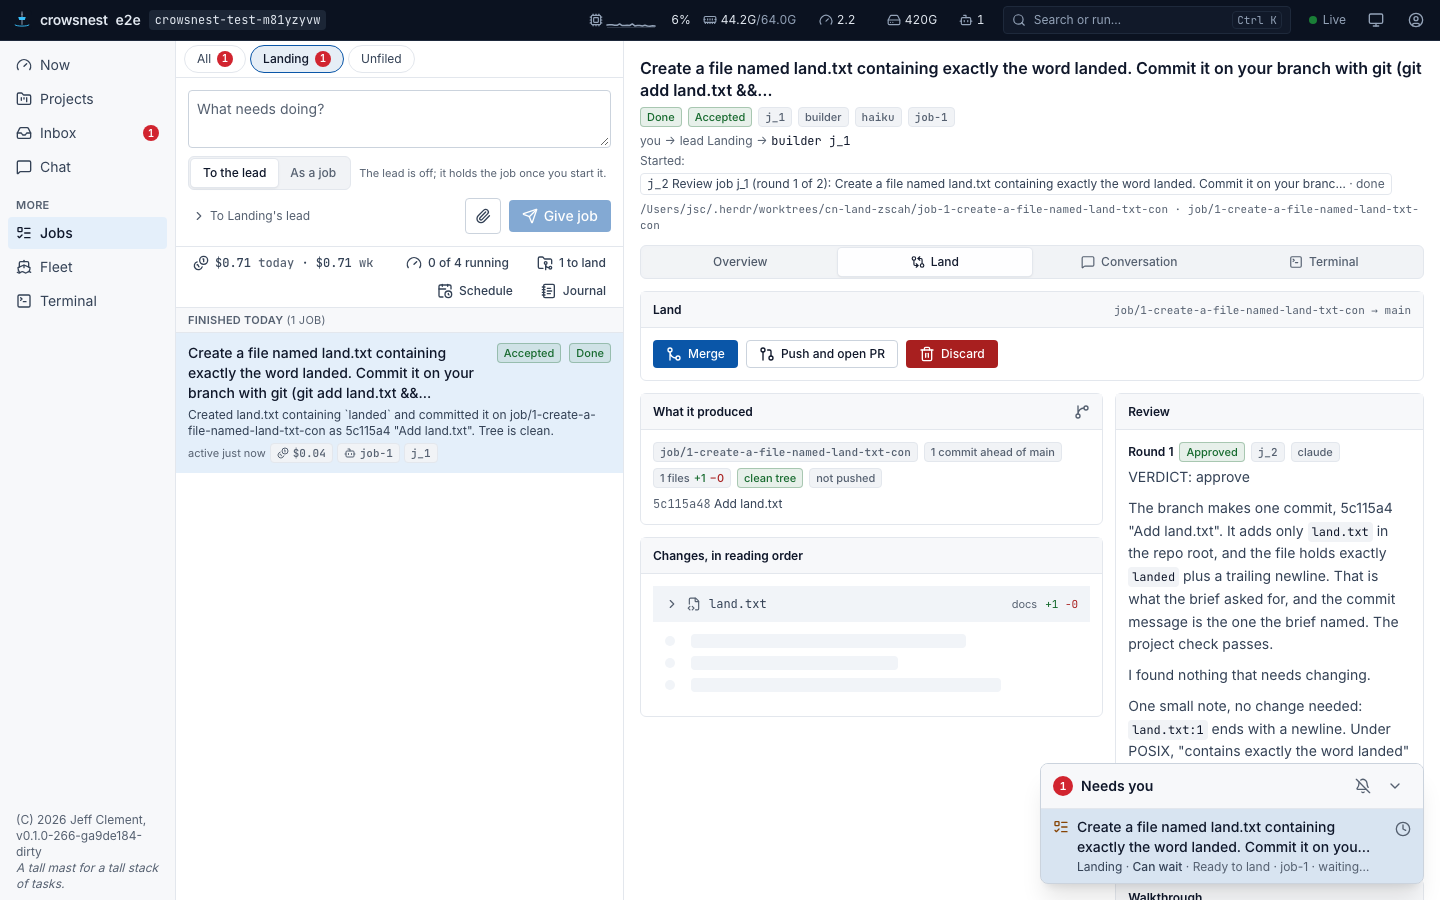 crowsnest e2e crowsnest-test-m81yzyvw
6% 44.2G/64.0G 2.2 420G 1
Search or run... Ctrl K
Live
Now
Projects
Inbox 1
Chat
MORE
Jobs
Fleet
Terminal
(C) 2026 Jeff Clement,
v0.1.0-266-ga9de184-
dirty
A tall mast for a tall stack
of tasks.
All 1 Landing 1 Unfiled
What needs doing?
To the lead As a job The lead is off; it holds the job once you start it.
To Landing's lead Give job
$0.71 today · $0.71 wk 0 of 4 running 1 to land
Schedule Journal
FINISHED TODAY (1 JOB)
Create a file named land.txt containing Accepted Done
exactly the word landed. Commit it on your
branch with git (git add land.txt &&...
Created land.txt containing `landed` and committed it on job/1-create-a-
file-named-land-txt-con as 5c115a4 "Add land.txt". Tree is clean.
active just now $0.04 job-1 j_1
Create a file named land.txt containing exactly the word landed. Commit it on your branch with git (git
add land.txt &&...
Done Accepted j_1 builder haiku job-1
you → lead Landing → builder j_1
Started:
j_2 Review job j_1 (round 1 of 2): Create a file named land.txt containing exactly the word landed. Commit it on your branc... · done
/Users/jsc/.herdr/worktrees/cn-land-zscah/job-1-create-a-file-named-land-txt-con · job/1-create-a-file-named-land-txt-
con
Overview Land Conversation Terminal
Land job/1-create-a-file-named-land-txt-con → main
Merge Push and open PR Discard
What it produced
job/1-create-a-file-named-land-txt-con 1 commit ahead of main
1 files +1 −0 clean tree not pushed
5c115a48 Add land.txt
Changes, in reading order
land.txt docs +1 -0
Review
Round 1 Approved j_2 claude
VERDICT: approve
The branch makes one commit, 5c115a4
"Add land.txt". It adds only land.txt in
the repo root, and the file holds exactly
landed plus a trailing newline. That is
what the brief asked for, and the commit
message is the one the brief named. The
project check passes.
I found nothing that needs changing.
One small note, no change needed:
land.txt:1 ends with a newline. Under
POSIX, "contains exactly the word landed"
1 Needs you
Create a file named land.txt containing
exactly the word landed. Commit it on you...
Landing · Can wait · Ready to land · job-1 · waiting...
Walkthrough